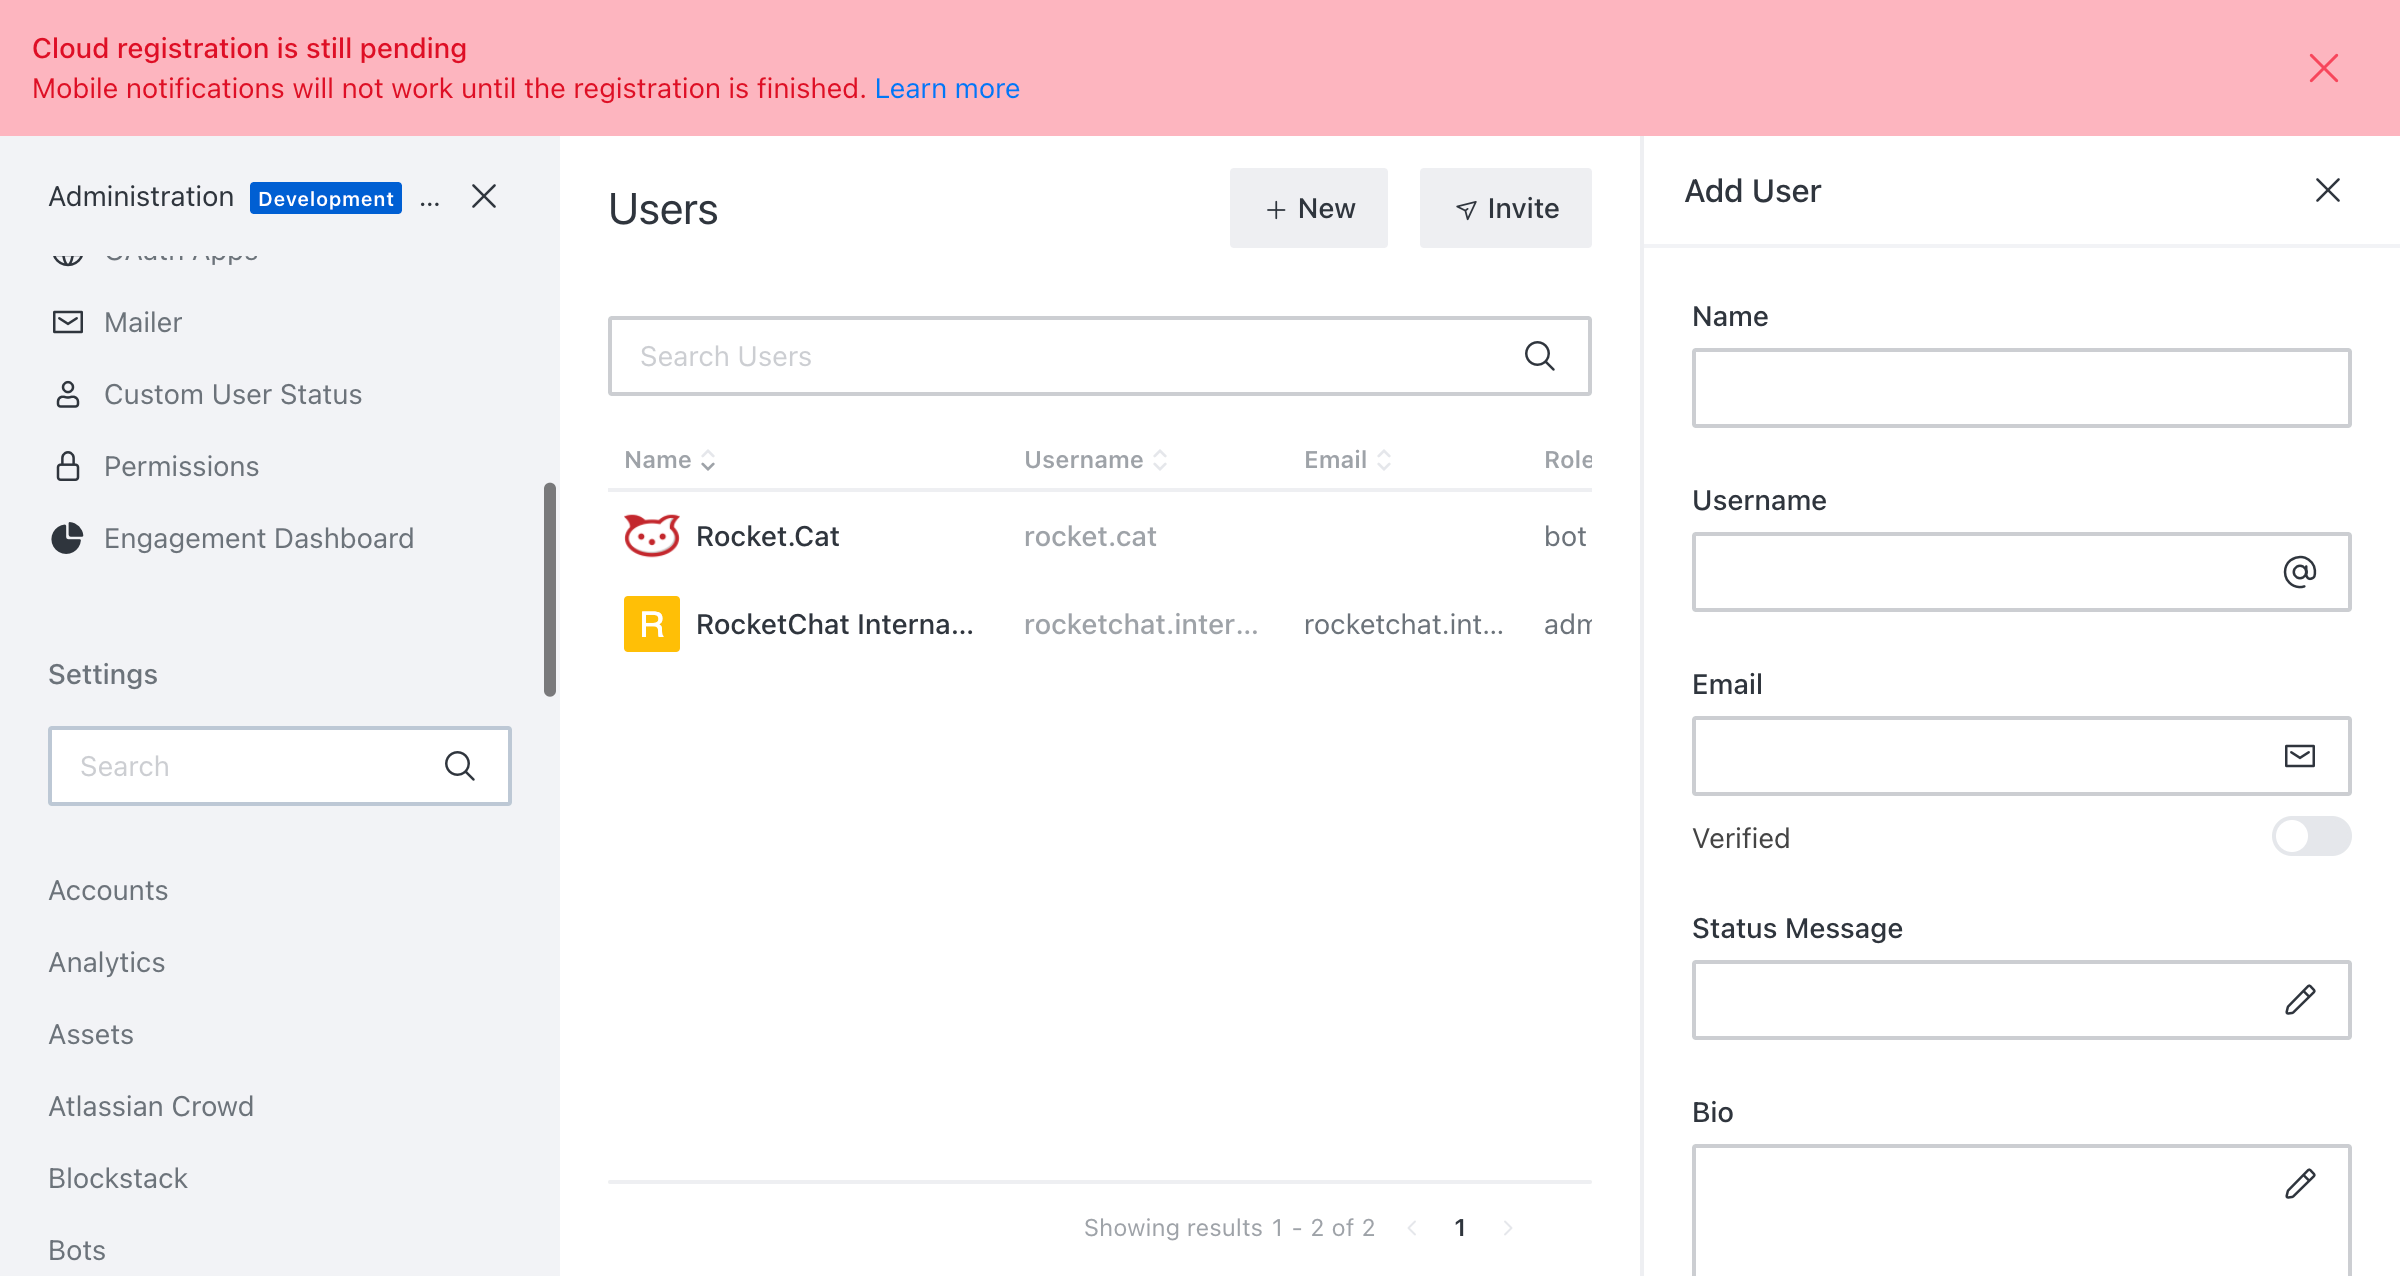 Cloud registration is still pending
Mobile notifications will not work until the registration is finished. Learn more
Administration Development ...
OAuth Apps
Mailer
Custom User Status
Permissions
Engagement Dashboard
Settings
Search
Accounts
Analytics
Assets
Atlassian Crowd
Blockstack
Bots
Users
+ New
Invite
Search Users
Name Username Email Role
Rocket.Cat rocket.cat bot
R RocketChat Interna... rocketchat.inter... rocketchat.int... adm
Showing results 1 - 2 of 2 < 1 >
Add User
Name
Username
@
Email
Verified
Status Message
Bio